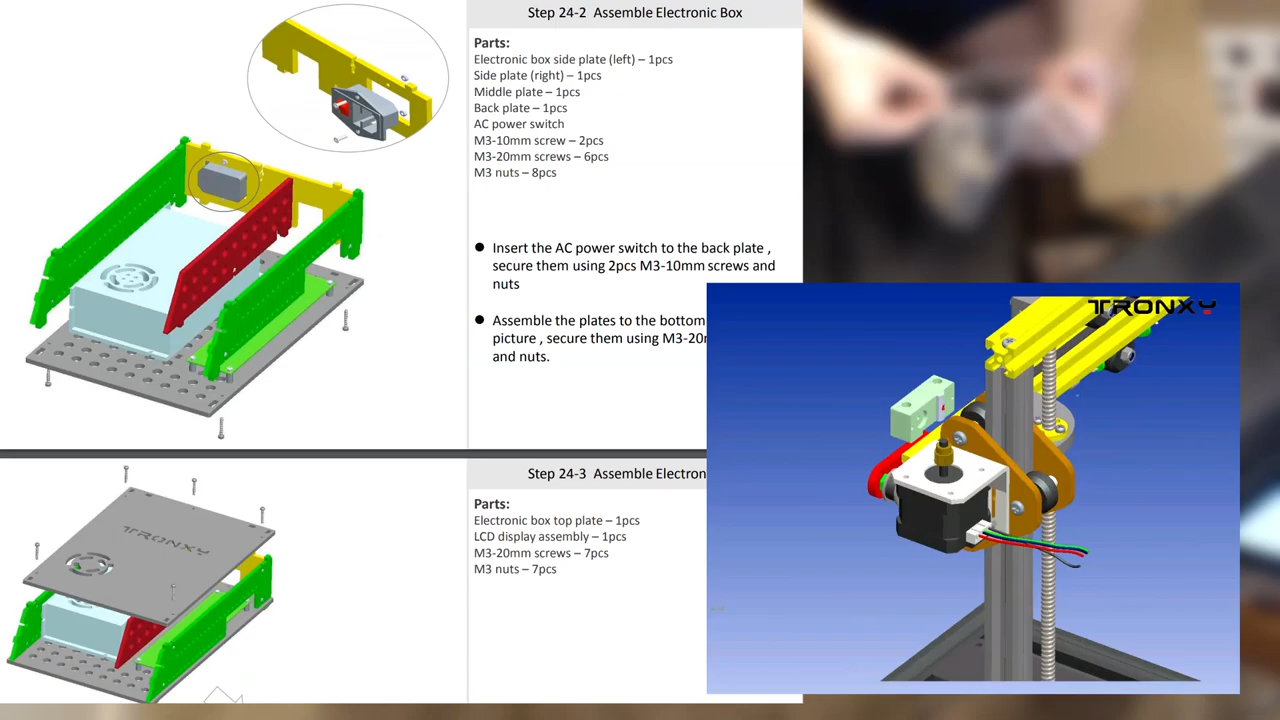 Step 24-2 Assemble Electronic Box
Parts:
Electronic box side plate (left) – 1pcs
Side plate (right) – 1pcs
Middle plate – 1pcs
Back plate – 1pcs
AC power switch
M3-10mm screw – 2pcs
M3-20mm screws – 6pcs
M3 nuts – 8pcs
● Insert the AC power switch to the back plate ,
secure them using 2pcs M3-10mm screws and
nuts
● Assemble the plates to the bottom
picture , secure them using M3-20
and nuts.
TRONXY
Step 24-3 Assemble Electron
Parts:
Electronic box top plate – 1pcs
LCD display assembly – 1pcs
M3-20mm screws – 7pcs
M3 nuts – 7pcs
TRONXY